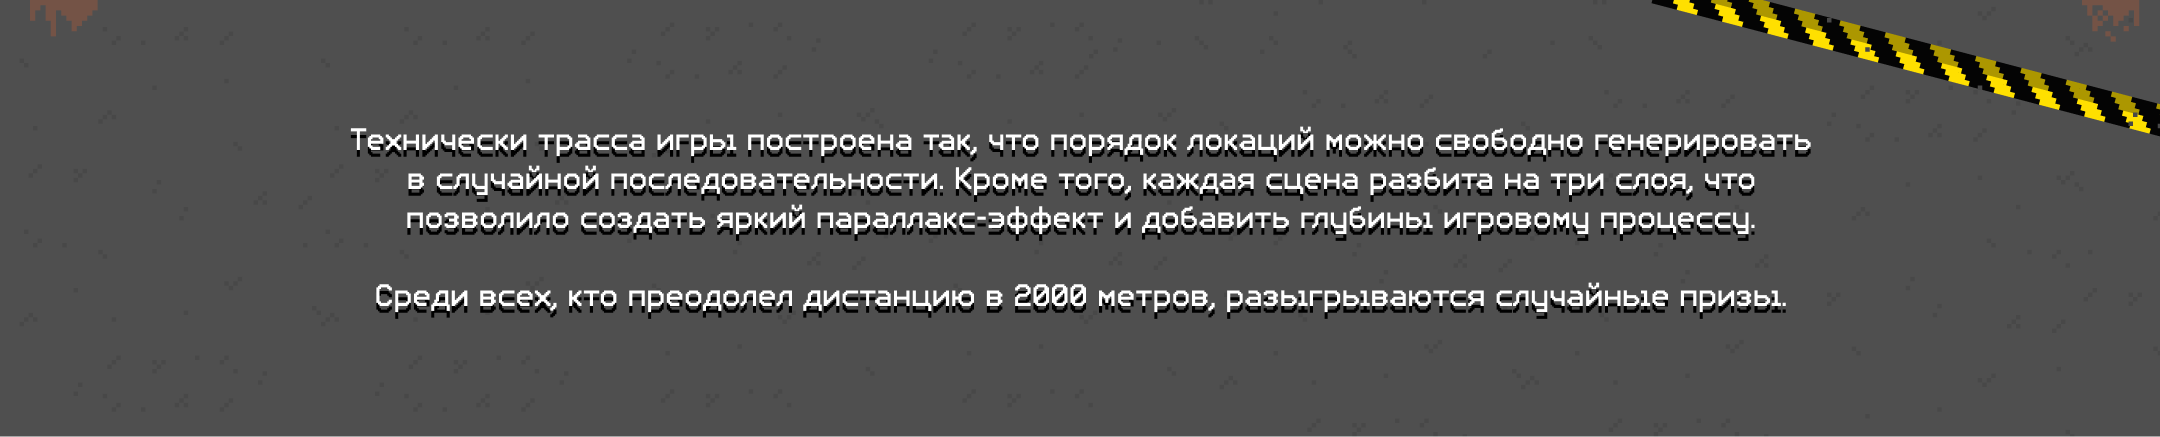 Технически трасса игры построена так, что порядок локаций можно свободно генерировать
в случайной последовательности. Кроме того, каждая сцена разбита на три слоя, что
позволило создать яркий параллакс-эффект и добавить глубины игровому процессу.
Среди всех, кто преодолел дистанцию в 2000 метров, разыгрываются случайные призы.